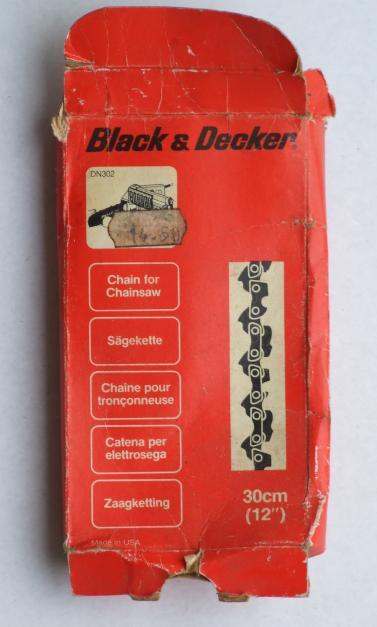 Black & Decker
DN302
Chain for
Chainsaw
Sägekette
Chaine pour
tronçonneuse
Catena per
elettrosega
Zaagketting
30cm
(12")
Made in USA